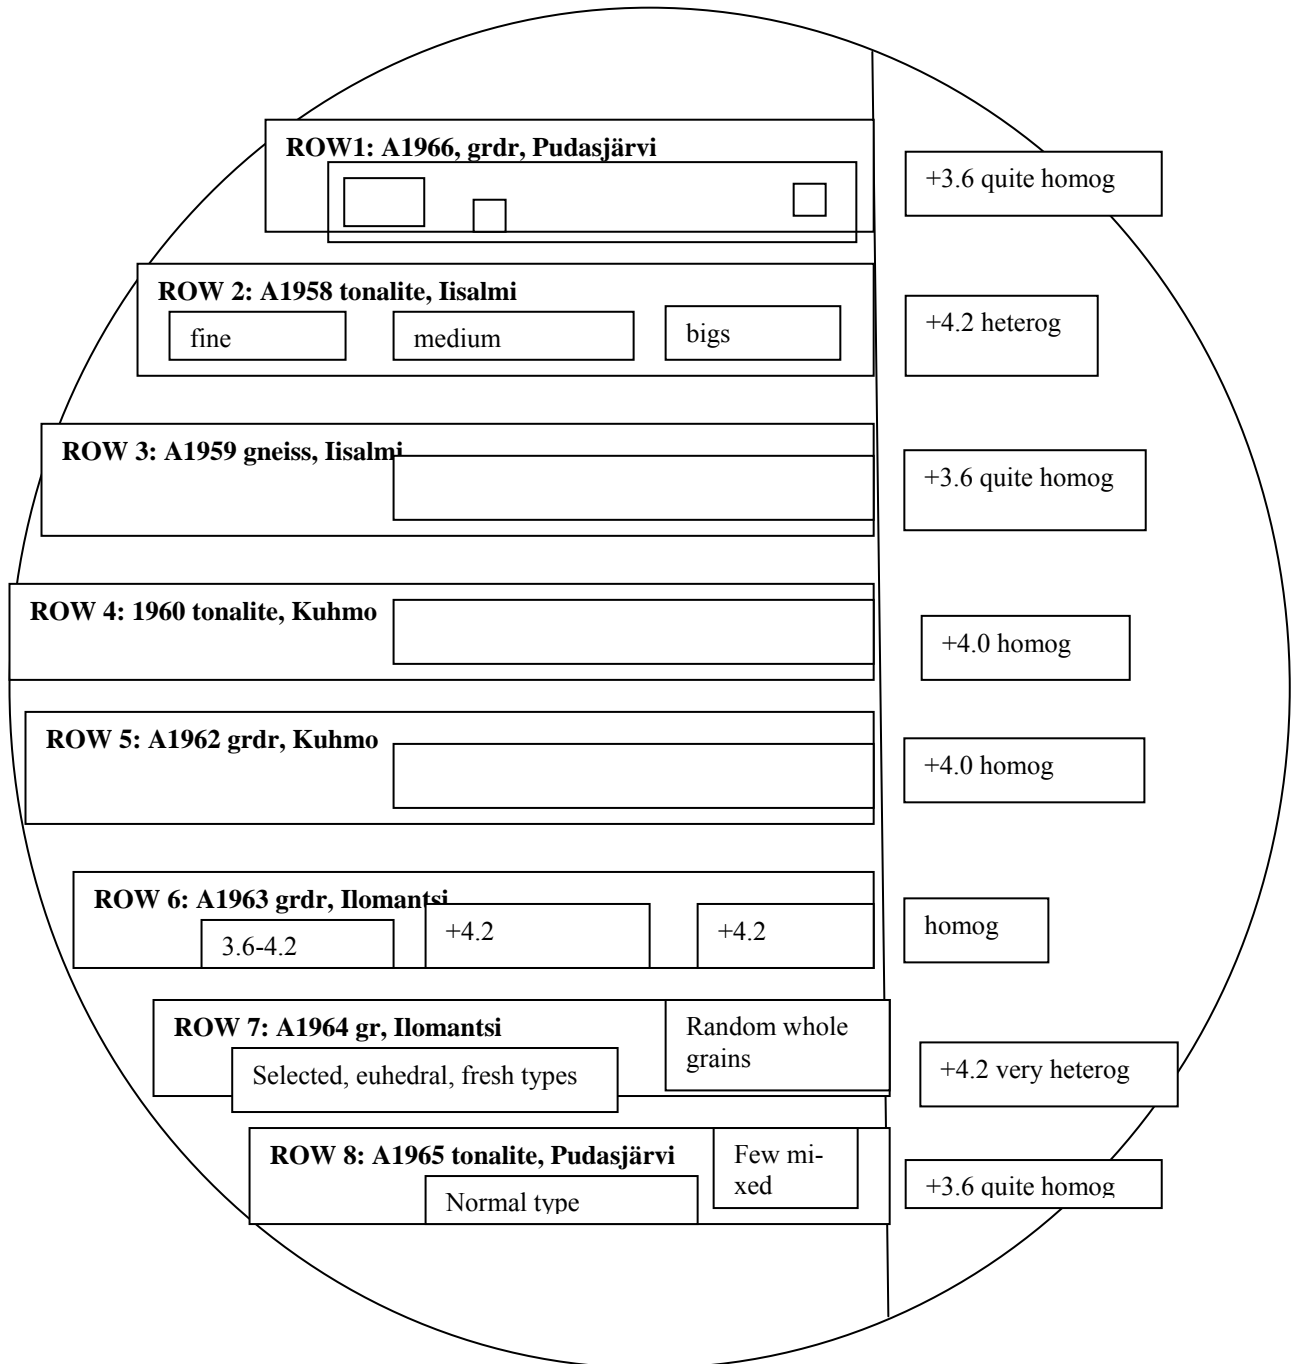 ROW1: A1966, grdr, Pudasjärvi
+3.6 quite homog
ROW 2: A1958 tonalite, Iisalmi
fine
medium
bigs
+4.2 heterog
ROW 3: A1959 gneiss, Iisalmi
+3.6 quite homog
ROW 4: 1960 tonalite, Kuhmo
+4.0 homog
ROW 5: A1962 grdr, Kuhmo
+4.0 homog
ROW 6: A1963 grdr, Ilomantsi
3.6-4.2
+4.2
+4.2
homog
ROW 7: A1964 gr, Ilomantsi
Selected, euhedral, fresh types
Random whole
grains
+4.2 very heterog
ROW 8: A1965 tonalite, Pudasjärvi
Normal type
Few mi-
xed
+3.6 quite homog